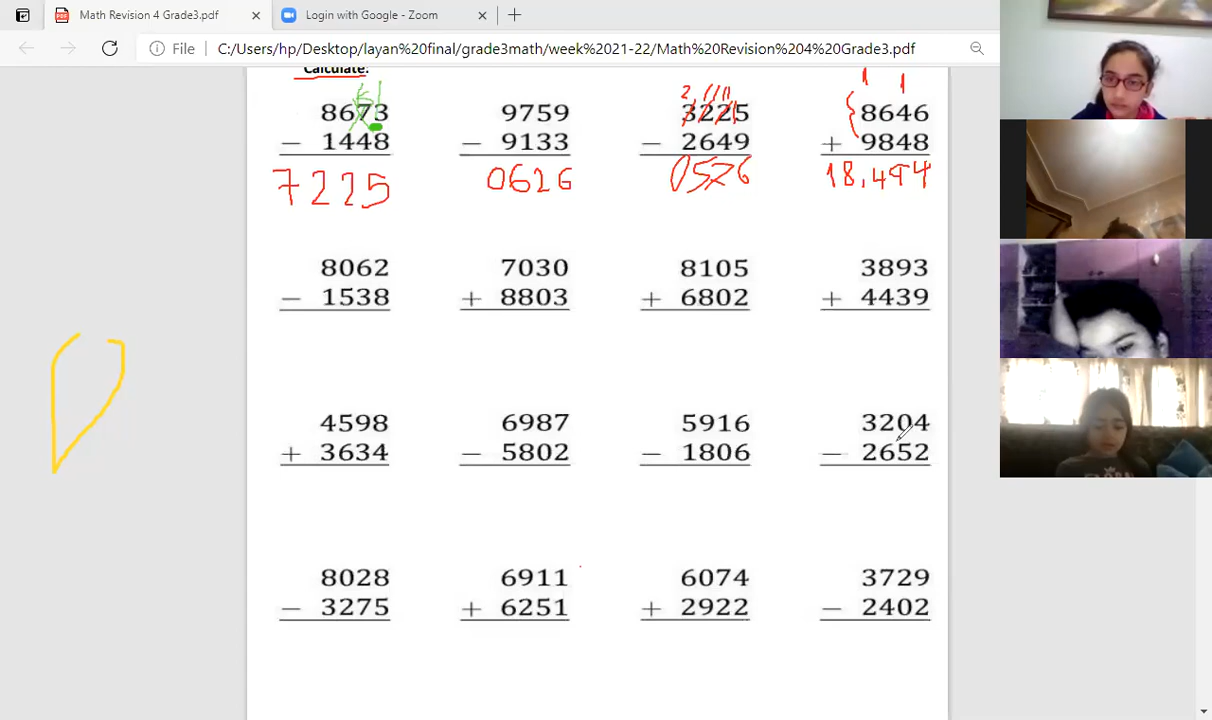 Math Revision 4 Grade3.pdf
Login with Google - Zoom
File
C:/Users/hp/Desktop/layan%20final/grade3math/week%2021-22/Math%20Revision%204%20Grade3.pdf
Calculate:
8673 9759 3225 8646
- 1448 - 9133 - 2649 + 9848
7225 0626 0576 18.494
8062 7030 8105 3893
- 1538 + 8803 + 6802 + 4439
4598 6987 5916 3204
+ 3634 - 5802 - 1806 - 2652
8028 6911 6074 3729
- 3275 + 6251 + 2922 - 2402